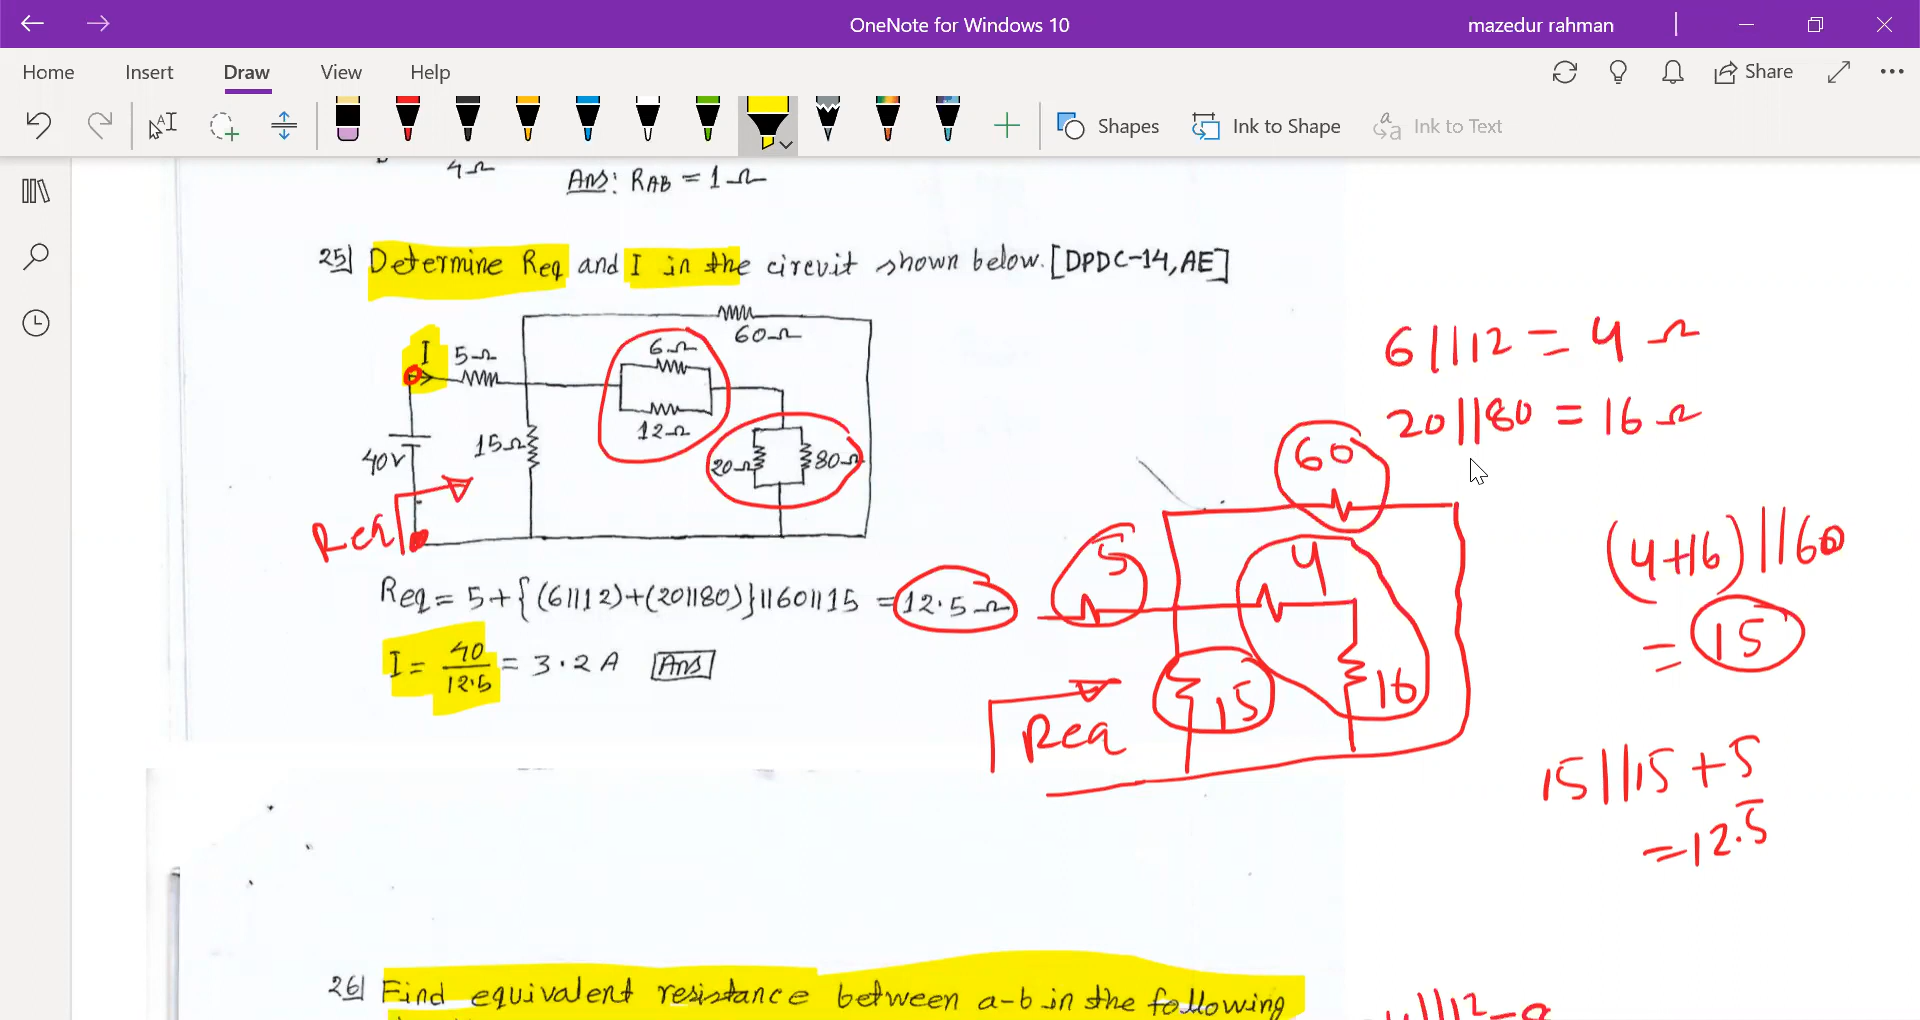 OneNote for Windows 10
mazedur rahman
Home Insert Draw View Help
Share
Shapes Ink to Shape Ink to Text
4Ω
Ans: RAB = 1Ω
25] Determine Req and I in the circuit shown below. [DPDC-14, AE]
60Ω
I 5Ω
6Ω
12Ω
15Ω
20Ω 80Ω
40V
Req
Req = 5+{(6||12)+(20||80)}||60||15 = 12.5Ω
I = 40/12.5 = 3.2 A Ans
6||12 = 4Ω
20||80 = 16Ω
60
5
4
15
16
Req
(4+16)||60
= 15
15||15+5
=12.5
26] Find equivalent resistance between a-b in the following